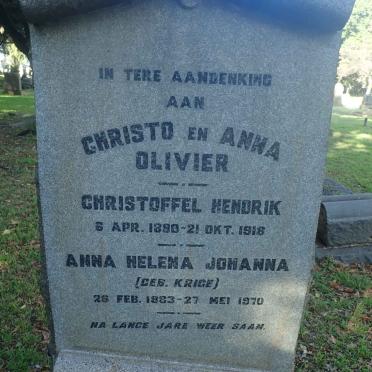 IN TERE AANDENKING
AAN
CHRISTO EN ANNA
OLIVIER
CHRISTOFFEL HENDRIK
6 APR. 1890-21 OKT. 1918
ANNA HELENA JOHANNA
(GEB. KRIGE)
26 FEB. 1883-27 MEI 1970
NA LANGE JARE WEER SAAM.